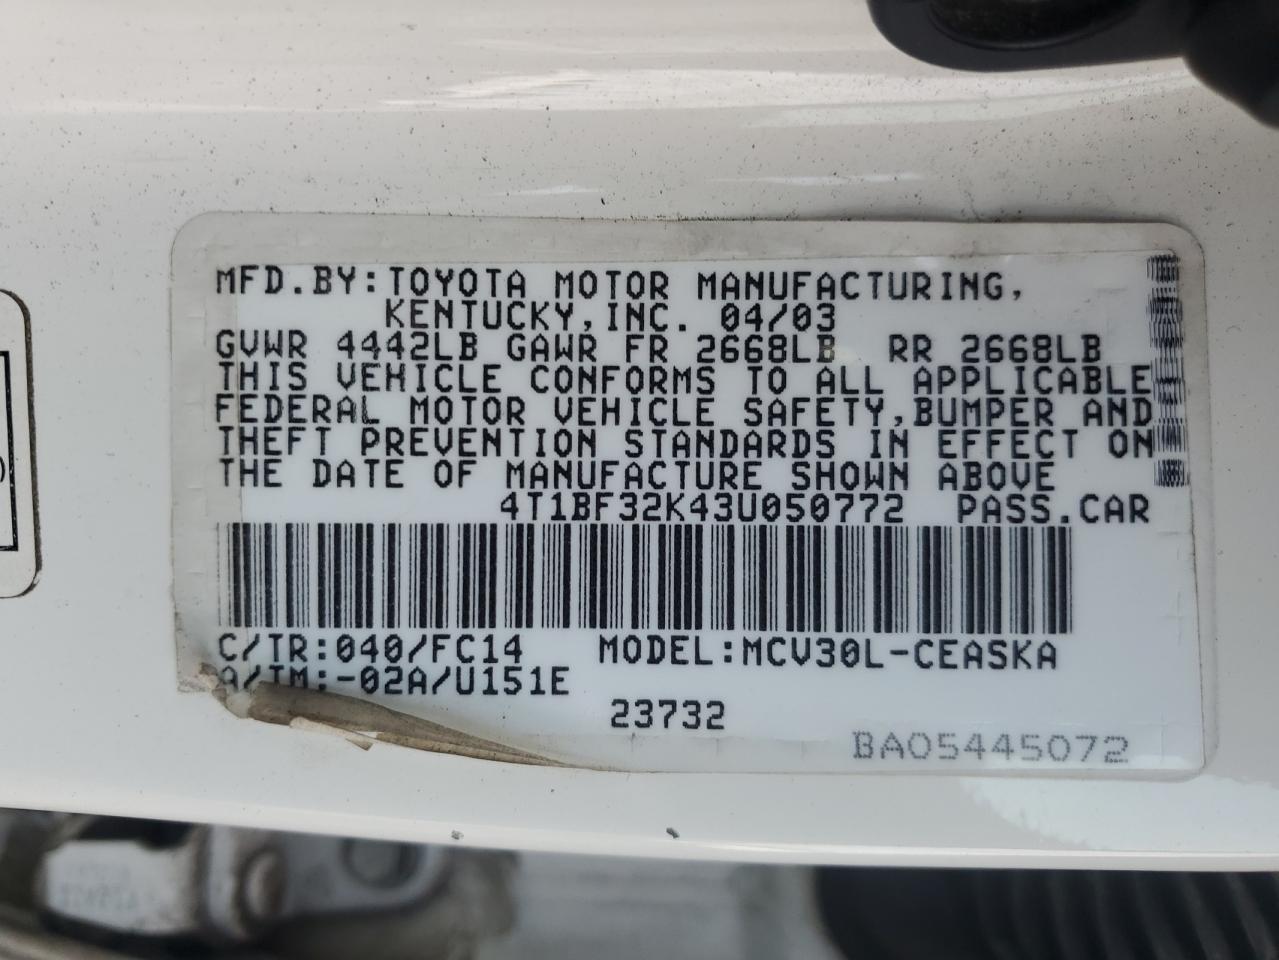 MFD.BY:TOYOTA MOTOR MANUFACTURING,
KENTUCKY,INC. 04/03
GVWR 4442LB GAWR FR 2668LB RR 2668LB
THIS VEHICLE CONFORMS TO ALL APPLICABLE
FEDERAL MOTOR VEHICLE SAFETY,BUMPER AND
THEFT PREVENTION STANDARDS IN EFFECT ON
THE DATE OF MANUFACTURE SHOWN ABOVE
4T1BF32K43U050772 PASS.CAR
C/TR:040/FC14 MODEL:MCV30L-CEASKA
A/TM:-02A/U151E
23732
BA05445072